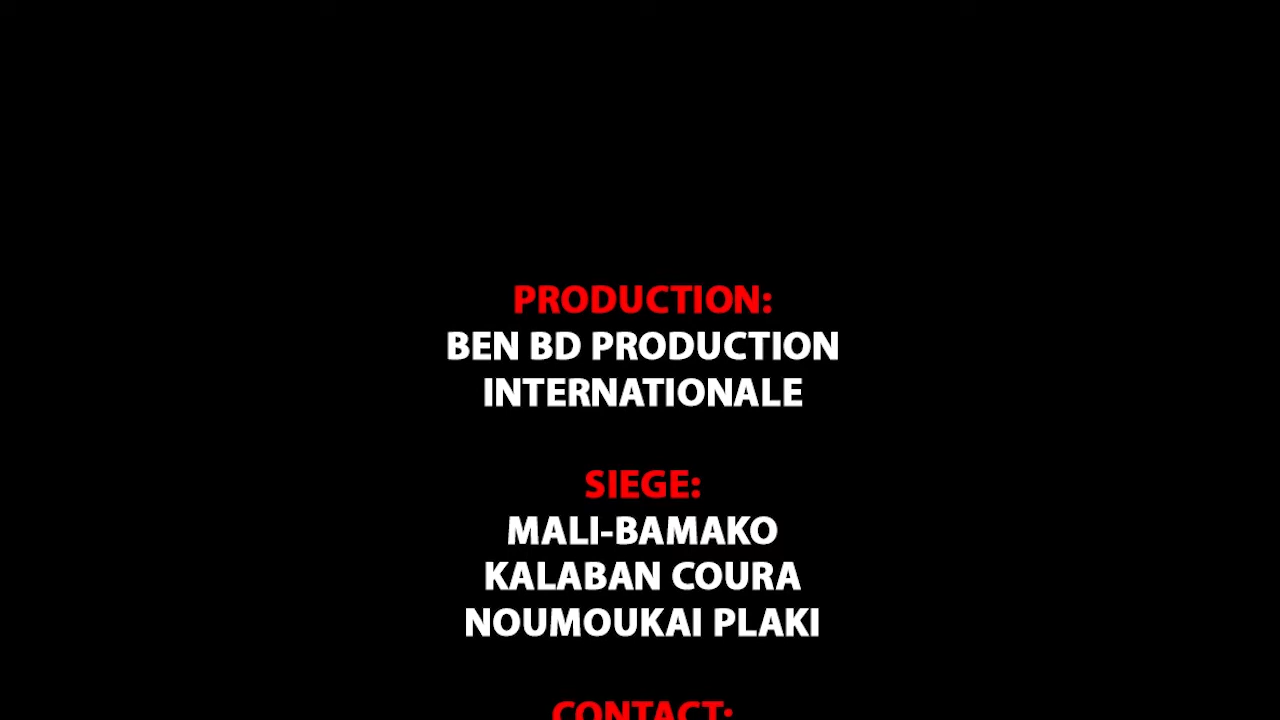 PRODUCTION:
BEN BD PRODUCTION
INTERNATIONALE
SIEGE:
MALI-BAMAKO
KALABAN COURA
NOUMOUKAI PLAKI
CONTACT: